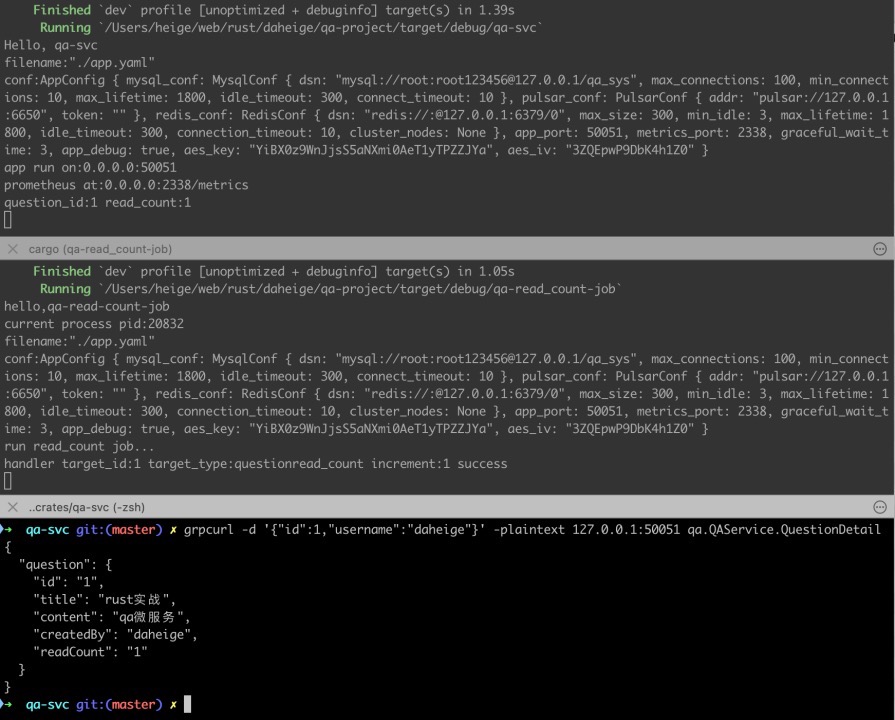 Finished `dev` profile [unoptimized + debuginfo] target(s) in 1.39s
Running `/Users/heige/web/rust/daheige/qa-project/target/debug/qa-svc`
Hello, qa-svc
filename:"./app.yaml"
conf:AppConfig { mysql_conf: MysqlConf { dsn: "mysql://root:root123456@127.0.0.1/qa_sys", max_connections: 100, min_connect
ions: 10, max_lifetime: 1800, idle_timeout: 300, connect_timeout: 10 }, pulsar_conf: PulsarConf { addr: "pulsar://127.0.0.1
:6650", token: "" }, redis_conf: RedisConf { dsn: "redis://:@127.0.0.1:6379/0", max_size: 300, min_idle: 3, max_lifetime: 1
800, idle_timeout: 300, connection_timeout: 10, cluster_nodes: None }, app_port: 50051, metrics_port: 2338, graceful_wait_t
ime: 3, app_debug: true, aes_key: "YiBX0z9WnJjsS5aNXmi0AeT1yTPZZJYa", aes_iv: "3ZQEpwP9DbK4h1Z0" }
app run on:0.0.0.0:50051
prometheus at:0.0.0.0:2338/metrics
question_id:1 read_count:1
cargo (qa-read_count-job)
Finished `dev` profile [unoptimized + debuginfo] target(s) in 1.05s
Running `/Users/heige/web/rust/daheige/qa-project/target/debug/qa-read_count-job`
hello,qa-read-count-job
current process pid:20832
filename:"./app.yaml"
conf:AppConfig { mysql_conf: MysqlConf { dsn: "mysql://root:root123456@127.0.0.1/qa_sys", max_connections: 100, min_connect
ions: 10, max_lifetime: 1800, idle_timeout: 300, connect_timeout: 10 }, pulsar_conf: PulsarConf { addr: "pulsar://127.0.0.1
:6650", token: "" }, redis_conf: RedisConf { dsn: "redis://:@127.0.0.1:6379/0", max_size: 300, min_idle: 3, max_lifetime: 1
800, idle_timeout: 300, connection_timeout: 10, cluster_nodes: None }, app_port: 50051, metrics_port: 2338, graceful_wait_t
ime: 3, app_debug: true, aes_key: "YiBX0z9WnJjsS5aNXmi0AeT1yTPZZJYa", aes_iv: "3ZQEpwP9DbK4h1Z0" }
run read_count job...
handler target_id:1 target_type:questionread_count increment:1 success
..crates/qa-svc (-zsh)
➜ qa-svc git:(master) ✗ grpcurl -d '{"id":1,"username":"daheige"}' -plaintext 127.0.0.1:50051 qa.QAService.QuestionDetail
{
"question": {
"id": "1",
"title": "rust实战",
"content": "qa微服务",
"createdBy": "daheige",
"readCount": "1"
}
}
➜ qa-svc git:(master) ✗